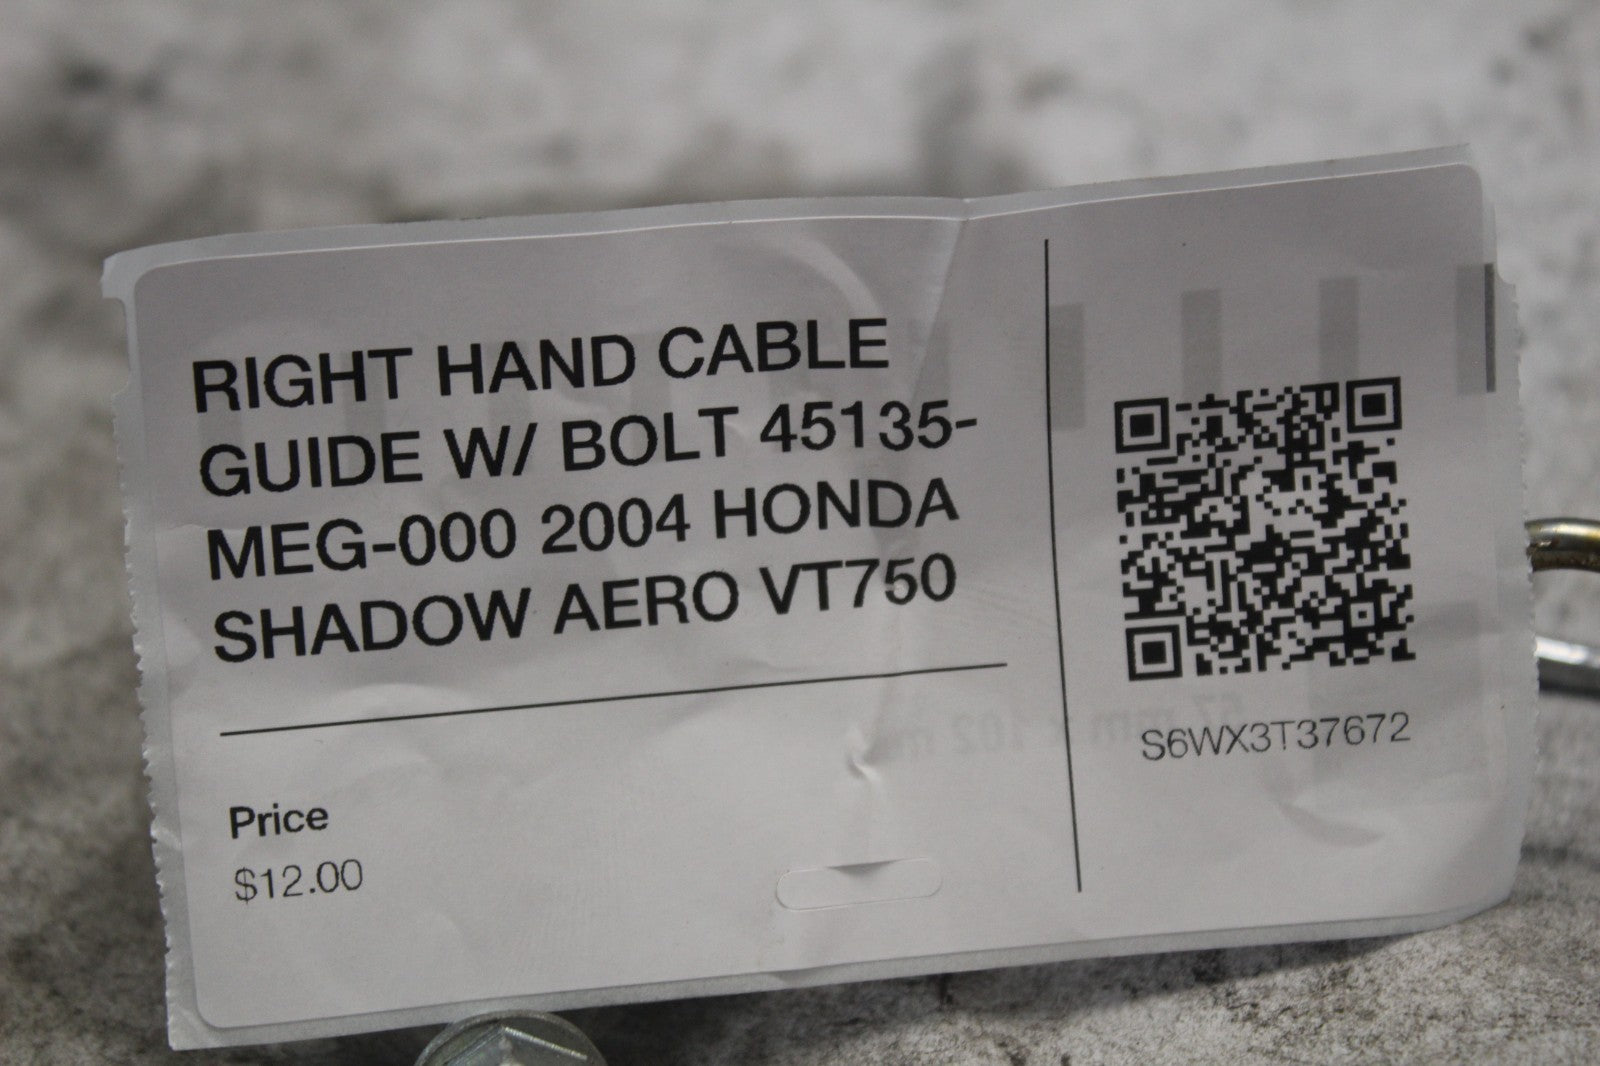 RIGHT HAND CABLE
GUIDE W/ BOLT 45135-
MEG-000 2004 HONDA
SHADOW AERO VT750
Price
$12.00
S6WX3T37672